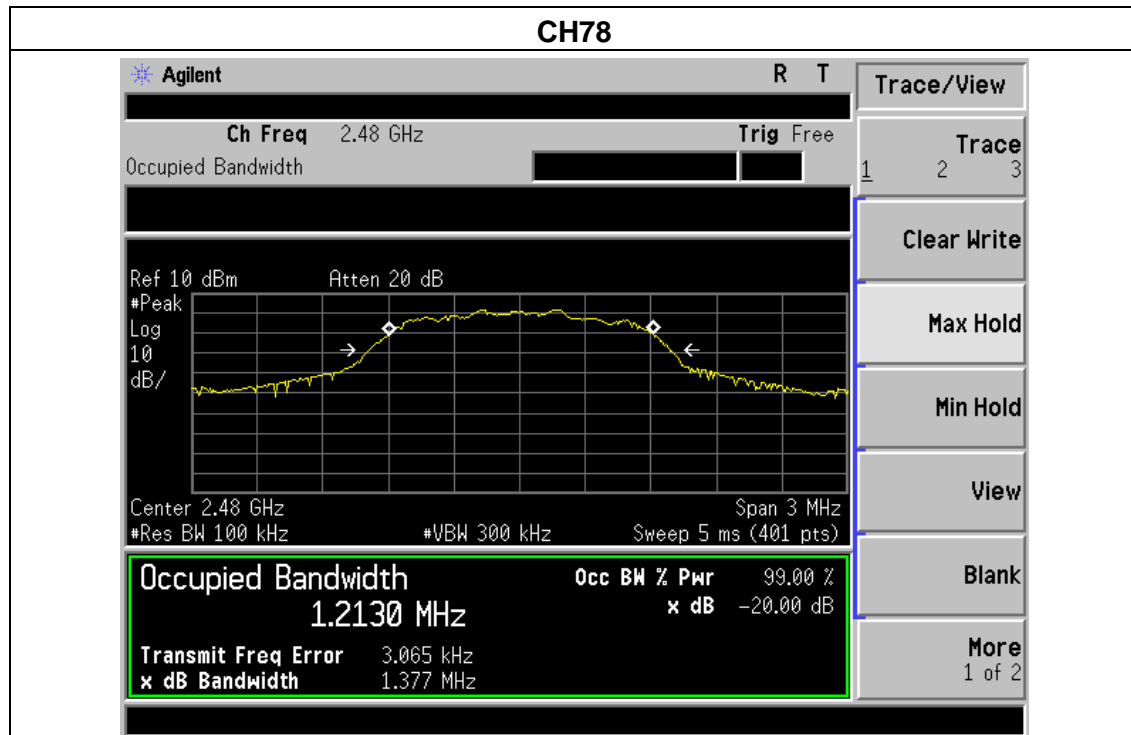 CH78
Agilent R T
Trace/View
Ch Freq 2.48 GHz Trig Free
Occupied Bandwidth
Trace
1 2 3
Clear Write
Ref 10 dBm Atten 20 dB
#Peak
Log
10
dB/
Max Hold
Min Hold
View
Center 2.48 GHz Span 3 MHz
#Res BW 100 kHz #VBW 300 kHz Sweep 5 ms (401 pts)
Occupied Bandwidth Occ BW % Pwr 99.00 %
1.2130 MHz x dB -20.00 dB
Blank
Transmit Freq Error 3.065 kHz
x dB Bandwidth 1.377 MHz
More
1 of 2